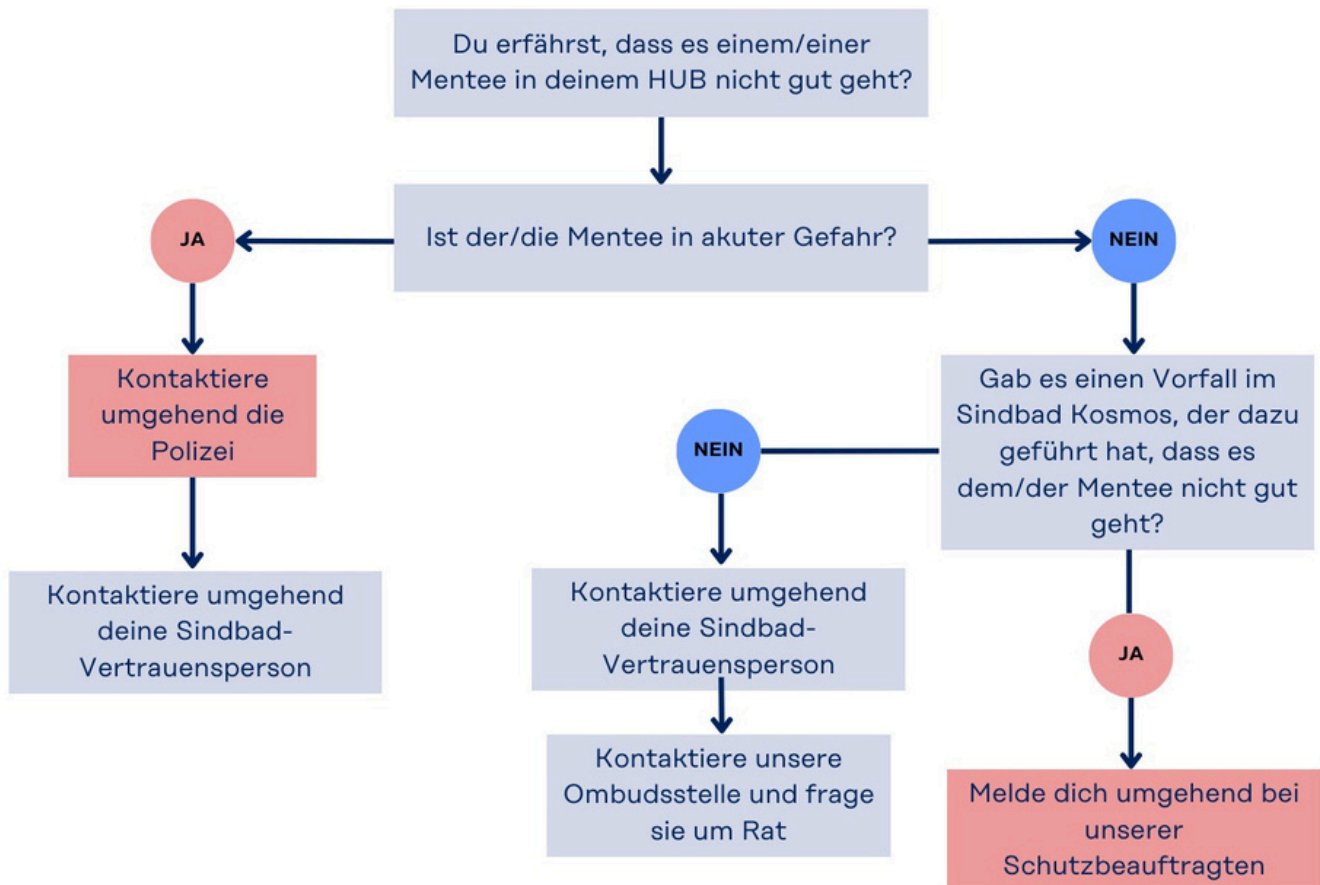 Du erfährst, dass es einem/einer
Mentee in deinem HUB nicht gut geht?
Ist der/die Mentee in akuter Gefahr?
JA
NEIN
Kontaktiere
umgehend die
Polizei
Kontaktiere umgehend
deine Sindbad-
Vertrauensperson
Gab es einen Vorfall im
Sindbad Kosmos, der dazu
geführt hat, dass es
dem/der Mentee nicht gut
geht?
NEIN
Kontaktiere umgehend
deine Sindbad-
Vertrauensperson
Kontaktiere unsere
Ombudsstelle und frage
sie um Rat
JA
Melde dich umgehend bei
unserer
Schutzbeauftragten